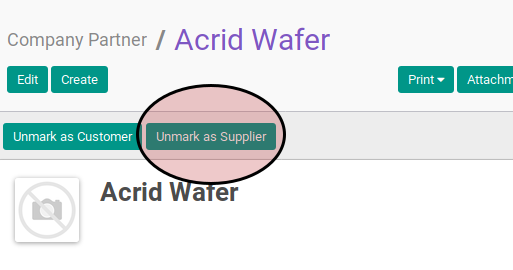 Company Partner / Acrid Wafer
Edit Create Print Attachm
Unmark as Customer Unmark as Supplier
Acrid Wafer